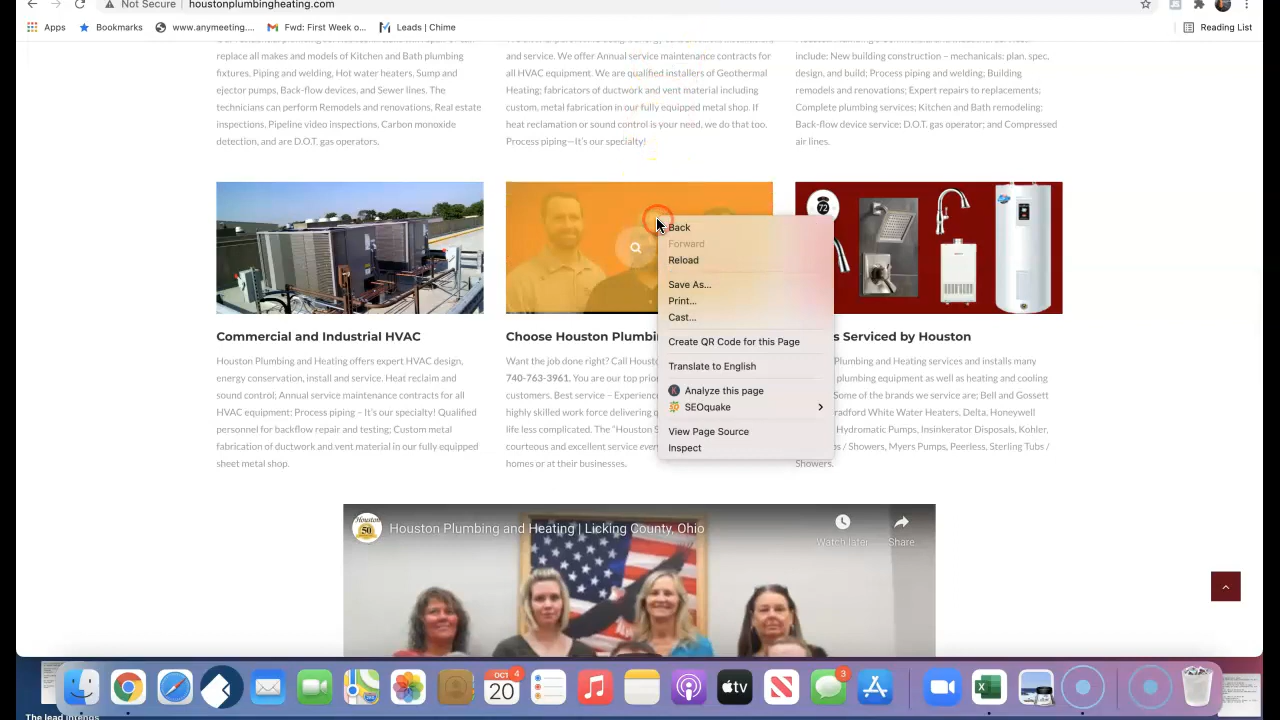 Not Secure houstonplumbingheating.com
Apps Bookmarks www.anymeeting.... Fwd: First Week o... Leads | Chime Reading List
replace all makes and models of Kitchen and Bath plumbing
fixtures. Piping and welding, Hot water heaters, Sump and
ejector pumps, Back-flow devices, and Sewer lines. The
technicians can perform Remodels and renovations, Real estate
inspections, Pipeline video inspections, Carbon monoxide
detection, and are D.O.T. gas operators.
and service. We offer Annual service maintenance contracts for
all HVAC equipment. We are qualified installers of Geothermal
Heating; fabricators of ductwork and vent material including
custom, metal fabrication in our fully equipped metal shop. If
heat reclamation or sound control is your need, we do that too.
Process piping—It's our specialty!
include: New building construction – mechanicals: plan, spec,
design, and build; Process piping and welding; Building
remodels and renovations; Expert repairs to replacements;
Complete plumbing services; Kitchen and Bath remodeling;
Back-flow device service; D.O.T. gas operator; and Compressed
air lines.
72
Commercial and Industrial HVAC
Houston Plumbing and Heating offers expert HVAC design,
energy conservation, install and service. Heat reclaim and
sound control; Annual service maintenance contracts for all
HVAC equipment: Process piping – It's our specialty! Qualified
personnel for backflow repair and testing; Custom metal
fabrication of ductwork and vent material in our fully equipped
sheet metal shop.
Choose Houston Plumbi
Want the job done right? Call Houst
740-763-3961. You are our top prior
customers. Best service – Experienc
highly skilled work force delivering q
life less complicated. The "Houston S
courteous and excellent service every
homes or at their businesses.
s Serviced by Houston
Plumbing and Heating services and installs many
plumbing equipment as well as heating and cooling
Some of the brands we service are; Bell and Gossett
radford White Water Heaters, Delta, Honeywell
Hydromatic Pumps, Insinkerator Disposals, Kohler,
s / Showers, Myers Pumps, Peerless, Sterling Tubs /
Showers.
Back
Forward
Reload
Save As...
Print...
Cast...
Create QR Code for this Page
Translate to English
Analyze this page
SEOquake
View Page Source
Inspect
Houston 50 Houston Plumbing and Heating | Licking County, Ohio
Watch later Share
OCT 20 4 3 tv
The lead intends